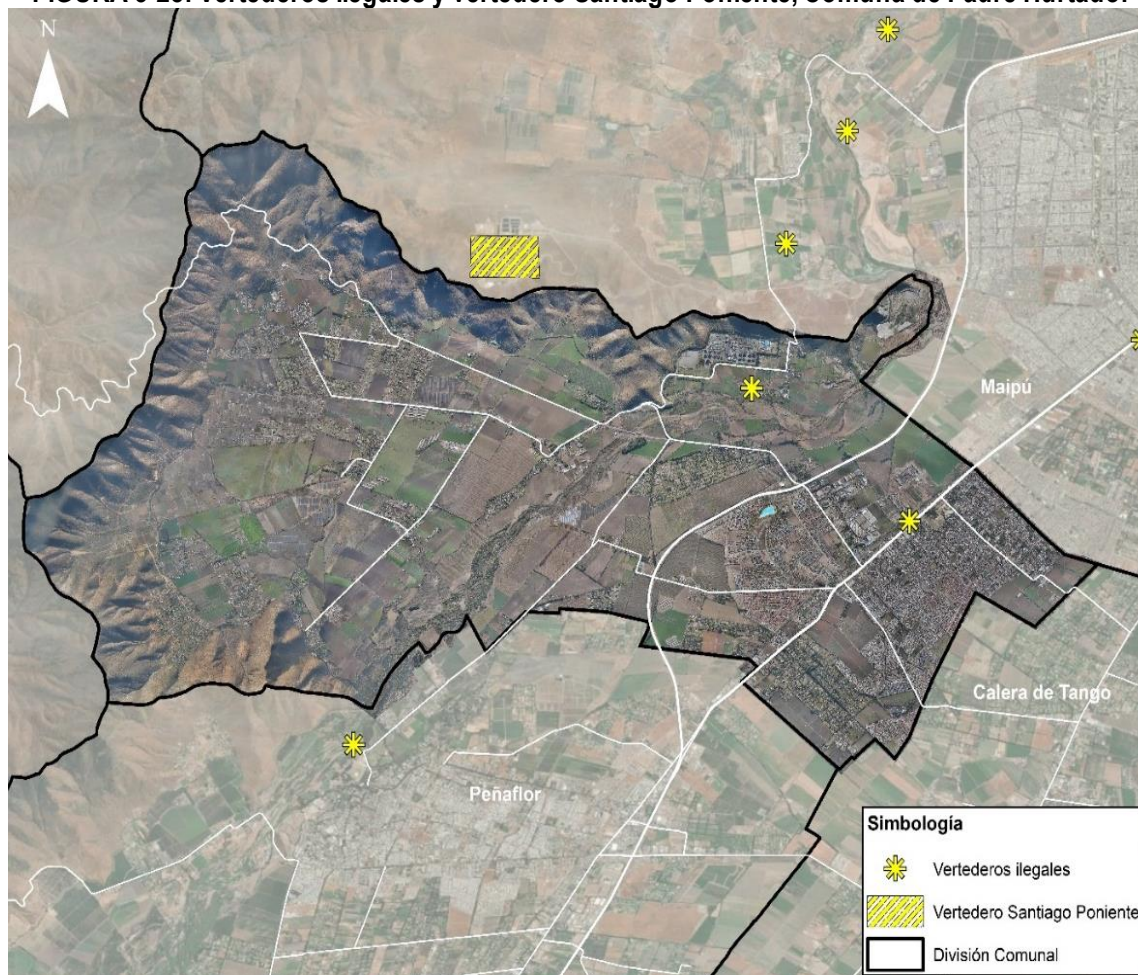 FIGURA Vertederos ilegales y Vertedero Santiago Poniente, Comuna de Padre Hurtado.
N
Maipú
Calera de Tango
Peñaflor
Simbología
Vertederos ilegales
Vertedero Santiago Poniente
División Comunal